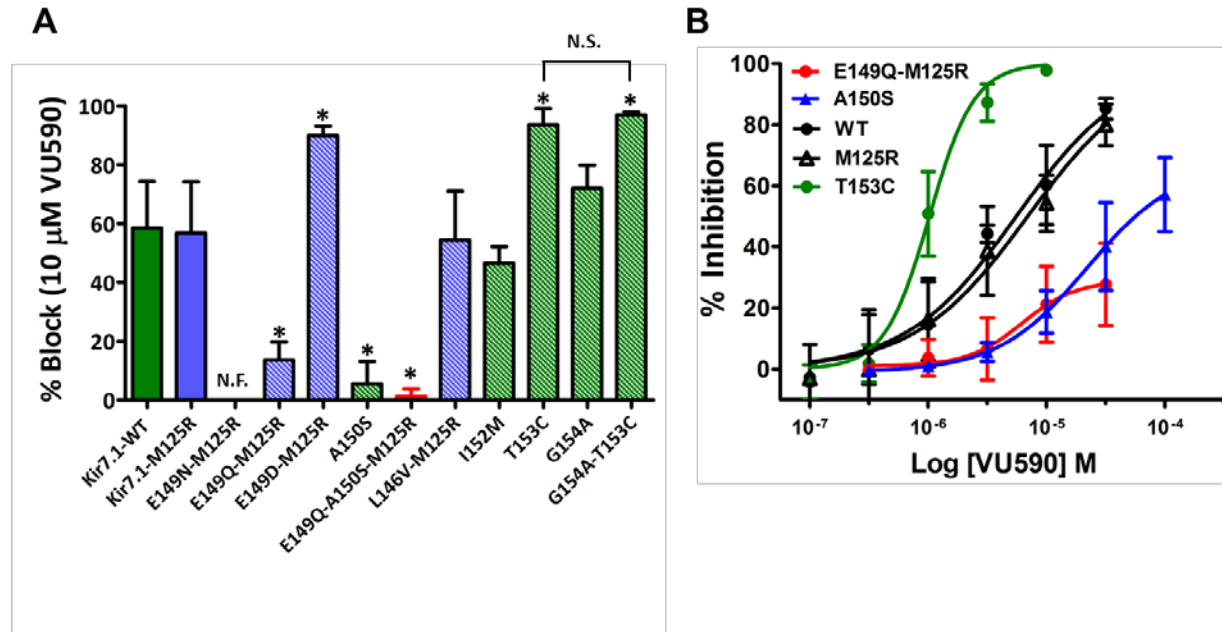 A
N.S.
% Block (10 μM VU590)
100
80
60
40
20
0
N.F.
*
*
*
*
*
*
Kir7.1-WT
Kir7.1-M125R
E149N-M125R
E149Q-M125R
E149D-M125R
A150S
E149Q-A150S-M125R
L146V-M125R
I152M
T153C
G154A
G154A-T153C
B
% Inhibition
100
80
60
40
20
0
E149Q-M125R
A150S
WT
M125R
T153C
10-7
10-6
10-5
10-4
Log [VU590] M